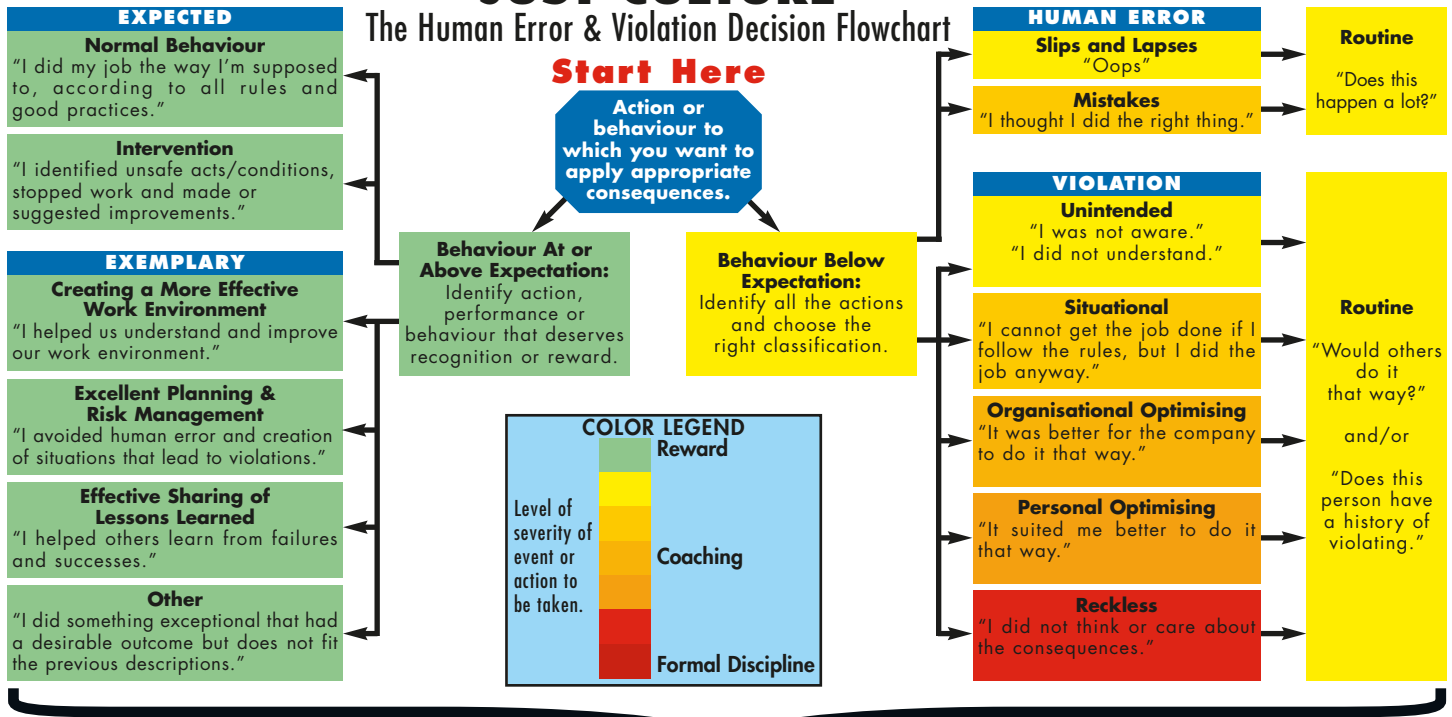 JUST CULTURE
The Human Error & Violation Decision Flowchart
Start Here
Action or
behaviour to
which you want to
apply appropriate
consequences.
EXPECTED
Normal Behaviour
“I did my job the way I’m supposed
to, according to all rules and
good practices.”
Intervention
“I identified unsafe acts/conditions,
stopped work and made or
suggested improvements.”
EXEMPLARY
Creating a More Effective
Work Environment
“I helped us understand and improve
our work environment.”
Excellent Planning &
Risk Management
“I avoided human error and creation
of situations that lead to violations.”
Effective Sharing of
Lessons Learned
“I helped others learn from failures
and successes.”
Other
“I did something exceptional that had
a desirable outcome but does not fit
the previous descriptions.”
Behaviour At or
Above Expectation:
Identify action,
performance or
behaviour that deserves
recognition or reward.
Behaviour Below
Expectation:
Identify all the actions
and choose the
right classification.
COLOR LEGEND
Reward
Level of
severity of
event or
action to
be taken.
Coaching
Formal Discipline
HUMAN ERROR
Slips and Lapses
“Oops”
Mistakes
“I thought I did the right thing.”
Routine
“Does this
happen a lot?”
VIOLATION
Unintended
“I was not aware.”
“I did not understand.”
Situational
“I cannot get the job done if I
follow the rules, but I did the
job anyway.”
Organisational Optimising
“It was better for the company
to do it that way.”
Personal Optimising
“It suited me better to do it
that way.”
Reckless
“I did not think or care about
the consequences.”
Routine
“Would others
do it
that way?”
and/or
“Does this
person have
a history of
violating.”